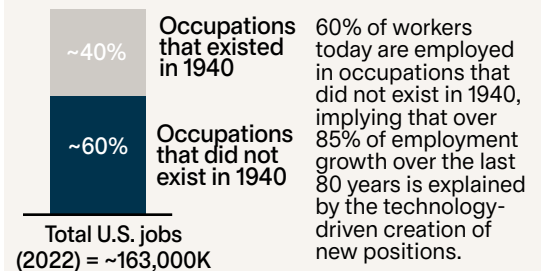 ~40%
Occupations
that existed
in 1940
~60%
Occupations
that did not
exist in 1940
Total U.S. jobs
(2022) = ~163,000K
60% of workers
today are employed
in occupations that
did not exist in 1940,
implying that over
85% of employment
growth over the last
80 years is explained
by the technology-
driven creation of
new positions.